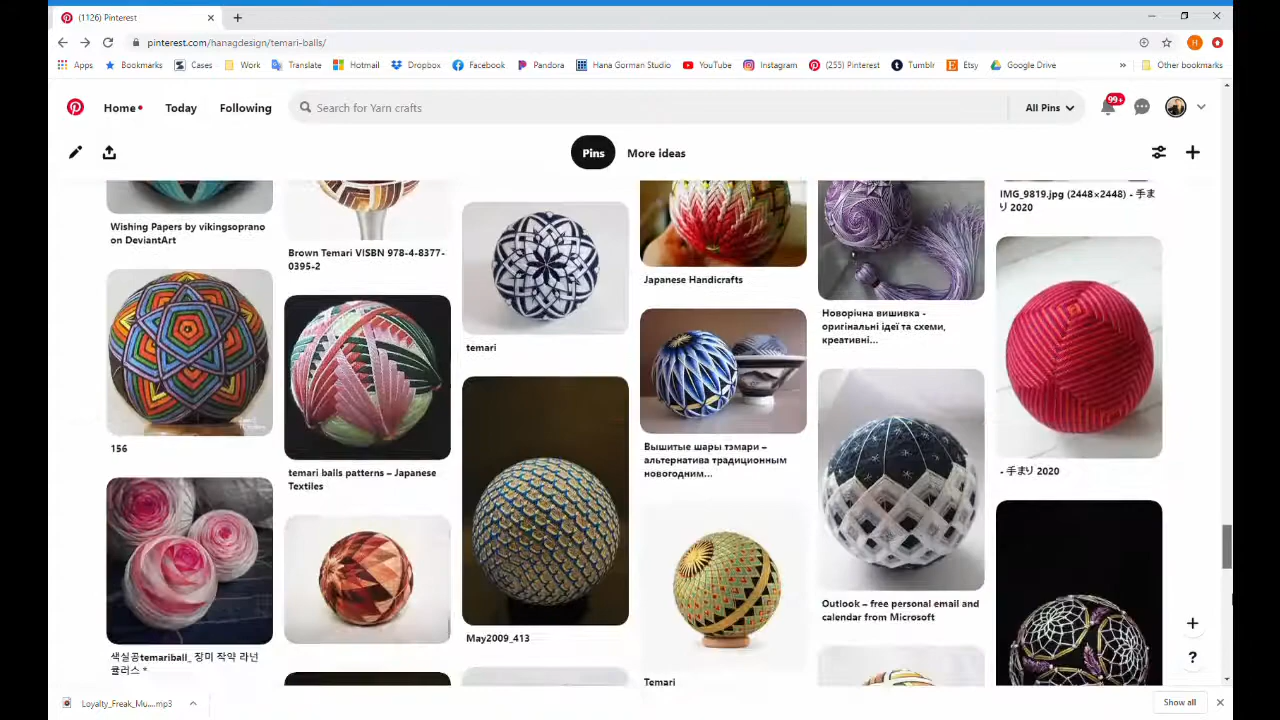 (1126) Pinterest
pinterest.com/hanagdesign/temari-balls/
Apps Bookmarks Cases Work Translate Hotmail Dropbox Facebook Pandora Hana Gorman Studio YouTube Instagram (255) Pinterest Tumblr Etsy Google Drive » Other bookmarks
Home Today Following Search for Yarn crafts All Pins 99+
Pins More ideas
Wishing Papers by vikingsoprano
on DeviantArt
156
색실공temariball_ 장미 작약 라넌
큘러스 *
Brown Temari VISBN 978-4-8377-
0395-2
temari balls patterns – Japanese
Textiles
temari
May2009_413
Japanese Handicrafts
Вышитые шары тэмари –
альтернатива традиционным
новогодним...
Temari
Новорічна вишивка -
оригінальні ідеї та схеми,
креативні...
Outlook – free personal email and
calendar from Microsoft
IMG_9819.jpg (2448×2448) - 手ま
り 2020
- 手まり 2020
Loyalty_Freak_Mu....mp3
Show all